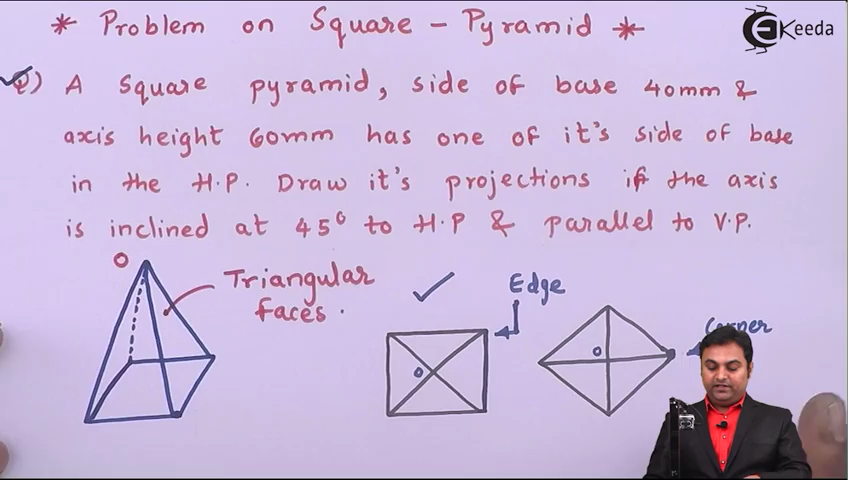 * Problem on Square - Pyramid *
Ekeeda
Q) A Square pyramid, side of base 40mm &
axis height 60mm has one of it's side of base
in the H.P. Draw it's projections if the axis
is inclined at 45° to H.P & parallel to V.P.
O
Triangular
faces.
Edge
Corner
O
O